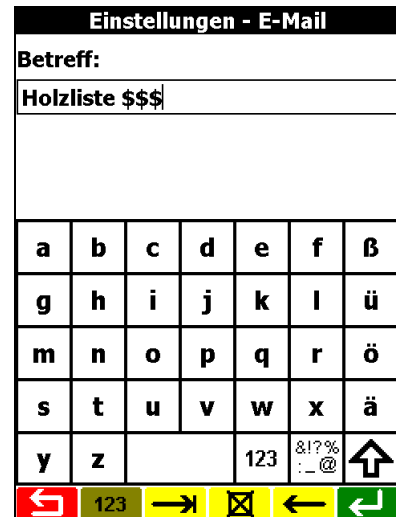 Einstellungen - E-Mail
Betreff:
Holzliste $$$
a b c d e f ß
g h i j k l ü
m n o p q r ö
s t u v w x ä
y z 123 &!?% :_@
123